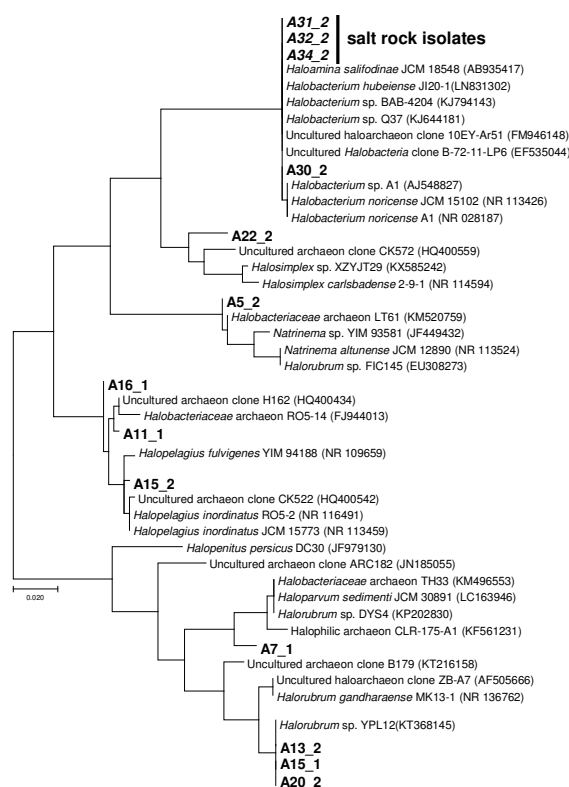 A31_2
A32_2
A34_2
salt rock isolates
Haloamina salifodinae JCM 18548 (AB935417)
Halobacterium hubeiense JI20-1(LN831302)
Halobacterium sp. BAB-4204 (KJ794143)
Halobacterium sp. Q37 (KJ644181)
Uncultured haloarchaeon clone 10EY-Ar51 (FM946148)
Uncultured Halobacteria clone B-72-11-LP6 (EF535044)
A30_2
Halobacterium sp. A1 (AJ548827)
Halobacterium noricense JCM 15102 (NR 113426)
Halobacterium noricense A1 (NR 028187)
A22_2
Uncultured archaeon clone CK572 (HQ400559)
Halosimplex sp. XZYJT29 (KX585242)
Halosimplex carlsbadense 2-9-1 (NR 114594)
A5_2
Halobacteriaceae archaeon LT61 (KM520759)
Natrinema sp. YIM 93581 (JF449432)
Natrinema altunense JCM 12890 (NR 113524)
Halorubrum sp. FIC145 (EU308273)
A16_1
Uncultured archaeon clone H162 (HQ400434)
Halobacteriaceae archaeon RO5-14 (FJ944013)
A11_1
Halopelagius fulvigenes YIM 94188 (NR 109659)
A15_2
Uncultured archaeon clone CK522 (HQ400542)
Halopelagius inordinatus RO5-2 (NR 116491)
Halopelagius inordinatus JCM 15773 (NR 113459)
Halopenitus persicus DC30 (JF979130)
Uncultured archaeon clone ARC182 (JN185055)
Halobacteriaceae archaeon TH33 (KM496553)
Haloparvum sedimenti JCM 30891 (LC163946)
Halorubrum sp. DYS4 (KP202830)
Halophilic archaeon CLR-175-A1 (KF561231)
A7_1
Uncultured archaeon clone B179 (KT216158)
Uncultured haloarchaeon clone ZB-A7 (AF505666)
Halorubrum gandharaense MK13-1 (NR 136762)
Halorubrum sp. YPL12(KT368145)
A13_2
A15_1
A20_2
0.020